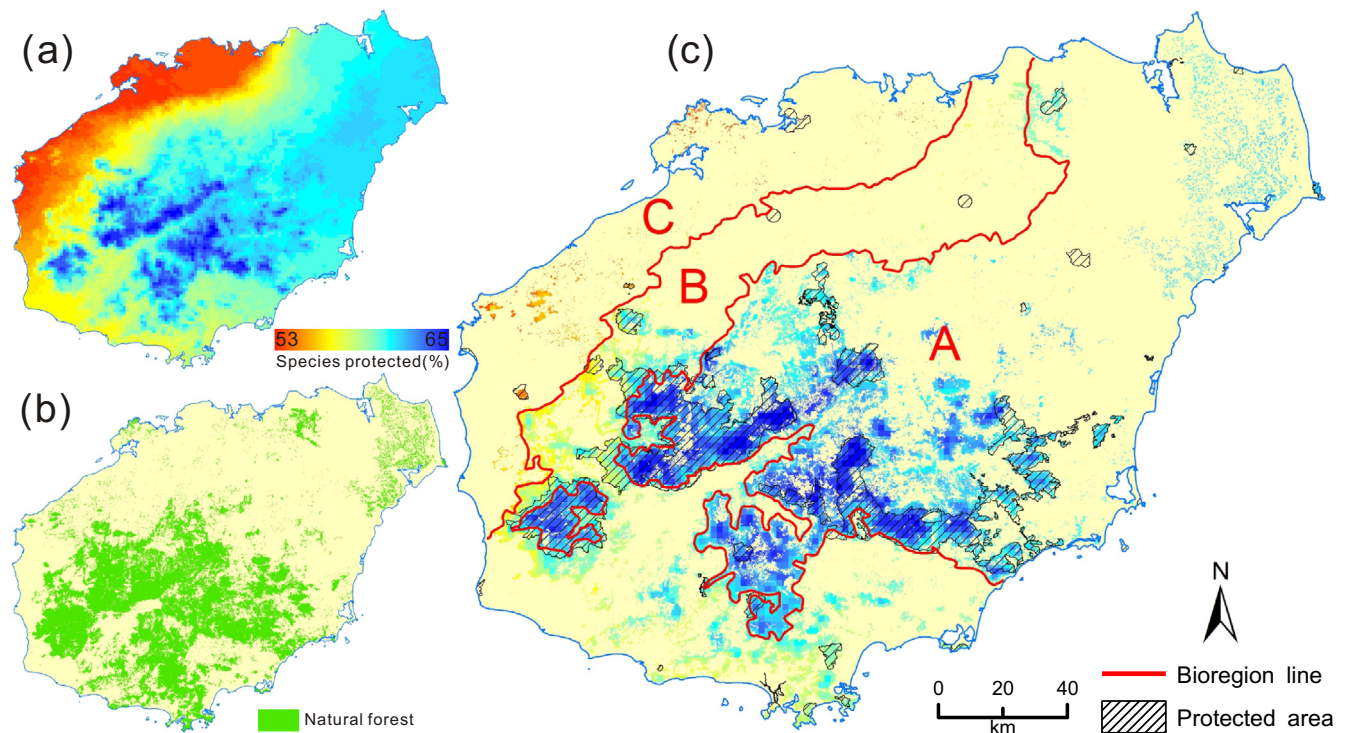 (a)
53 65
Species protected(%)
(b)
Natural forest
(c)
C
B
A
N
0 20 40
km
Bioregion line
Protected area